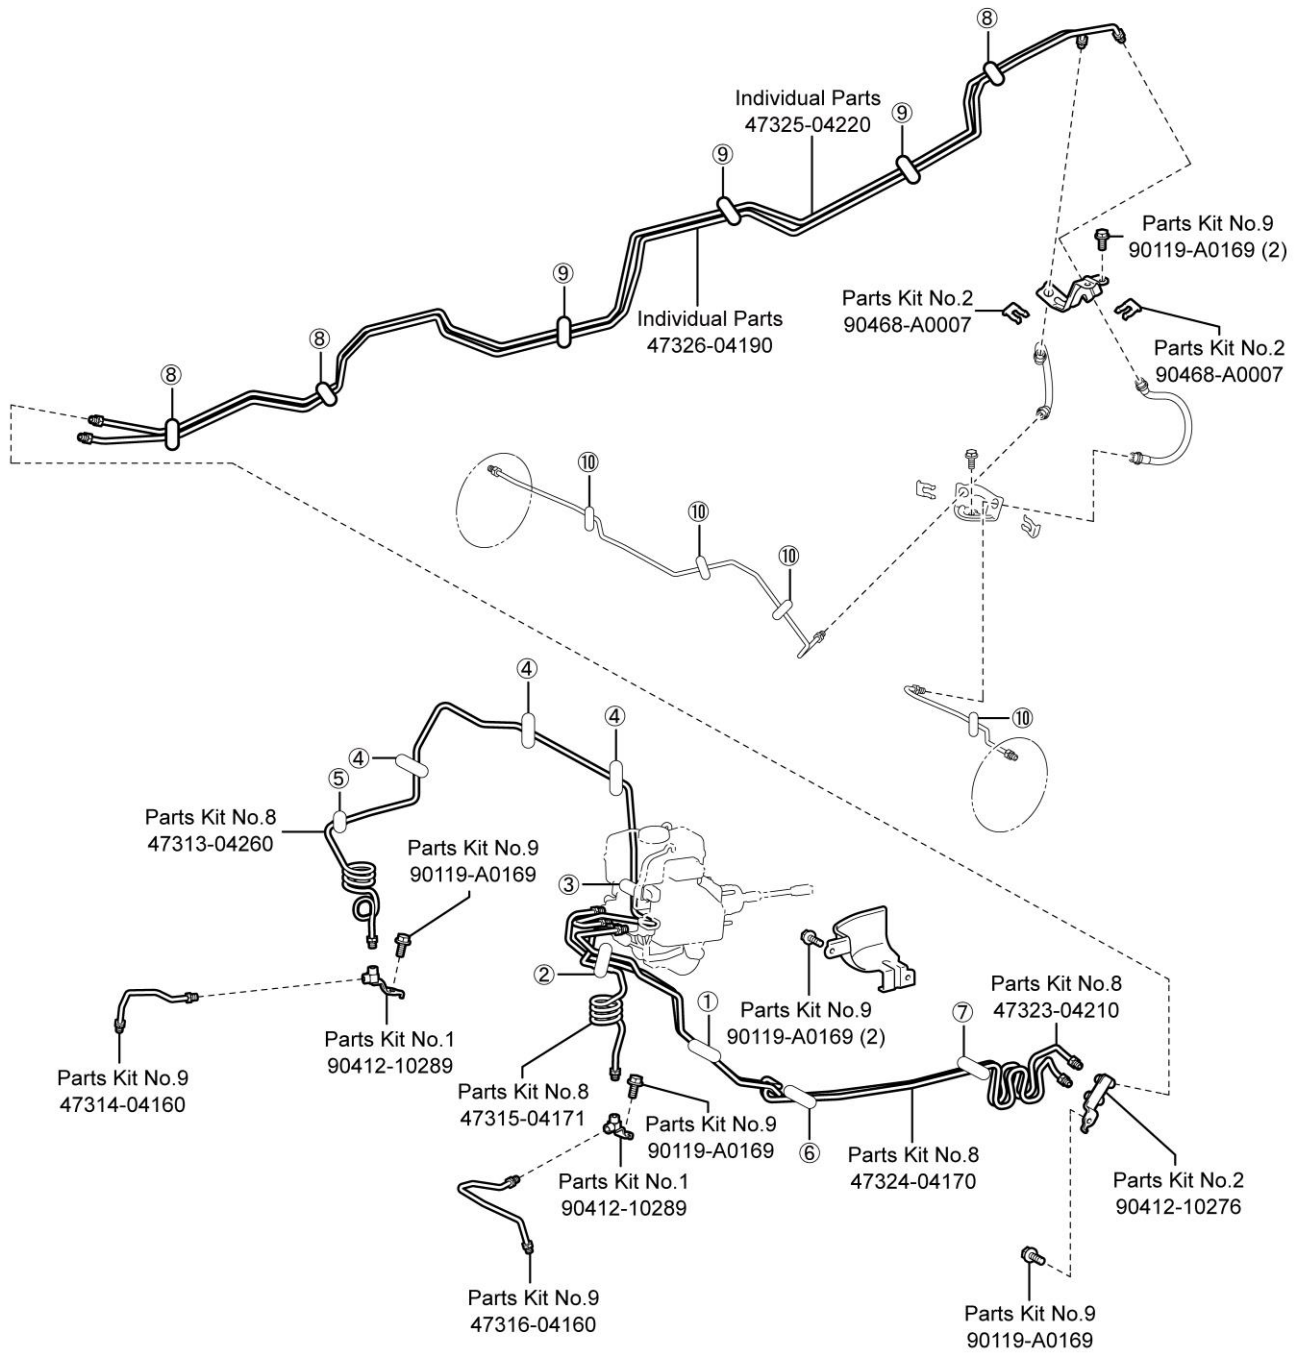 ⑧
Individual Parts
47325-04220
⑨
⑨
Parts Kit No.9
90119-A0169 (2)
⑨
Parts Kit No.2
90468-A0007
Individual Parts
47326-04190
Parts Kit No.2
90468-A0007
⑧
⑧
⑩
⑩
⑩
④
④
⑩
④
⑤
Parts Kit No.8
47313-04260
Parts Kit No.9
90119-A0169
③
②
Parts Kit No.8
47323-04210
Parts Kit No.9
90119-A0169 (2)
①
⑦
Parts Kit No.1
90412-10289
Parts Kit No.9
47314-04160
Parts Kit No.8
47315-04171
Parts Kit No.9
90119-A0169
⑥
Parts Kit No.8
47324-04170
Parts Kit No.1
90412-10289
Parts Kit No.2
90412-10276
Parts Kit No.9
47316-04160
Parts Kit No.9
90119-A0169